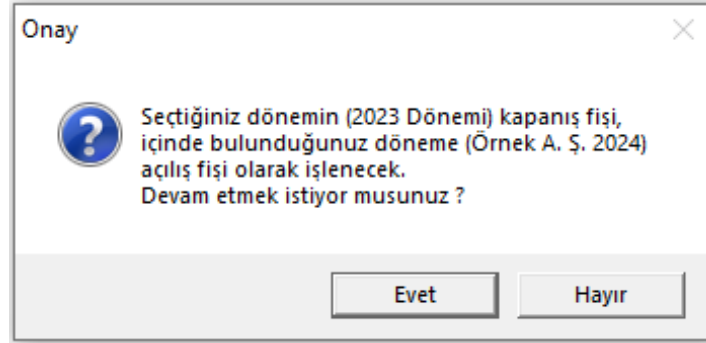 Onay
Seçtiğiniz dönemin (2023 Dönemi) kapanış fişi,
içinde bulunduğunuz döneme (Örnek A. Ş. 2024)
açılış fişi olarak işlenecek.
Devam etmek istiyor musunuz ?
Evet
Hayır